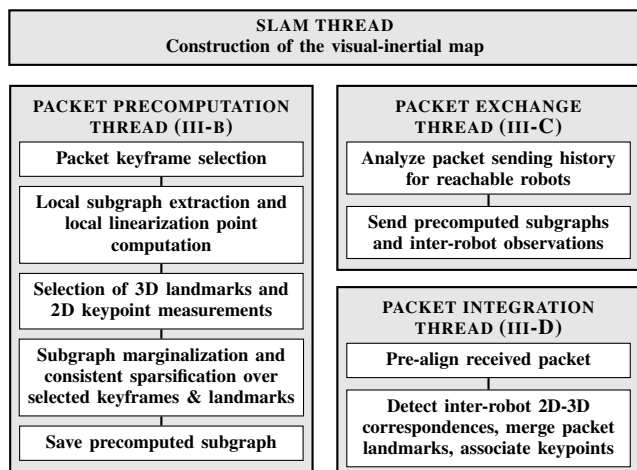 SLAM THREAD
Construction of the visual-inertial map
PACKET PRECOMPUTATION
THREAD (III-B)
Packet keyframe selection
Local subgraph extraction and
local linearization point
computation
Selection of 3D landmarks and
2D keypoint measurements
Subgraph marginalization and
consistent sparsification over
selected keyframes & landmarks
Save precomputed subgraph
PACKET EXCHANGE
THREAD (III-C)
Analyze packet sending history
for reachable robots
Send precomputed subgraphs
and inter-robot observations
PACKET INTEGRATION
THREAD (III-D)
Pre-align received packet
Detect inter-robot 2D-3D
correspondences, merge packet
landmarks, associate keypoints